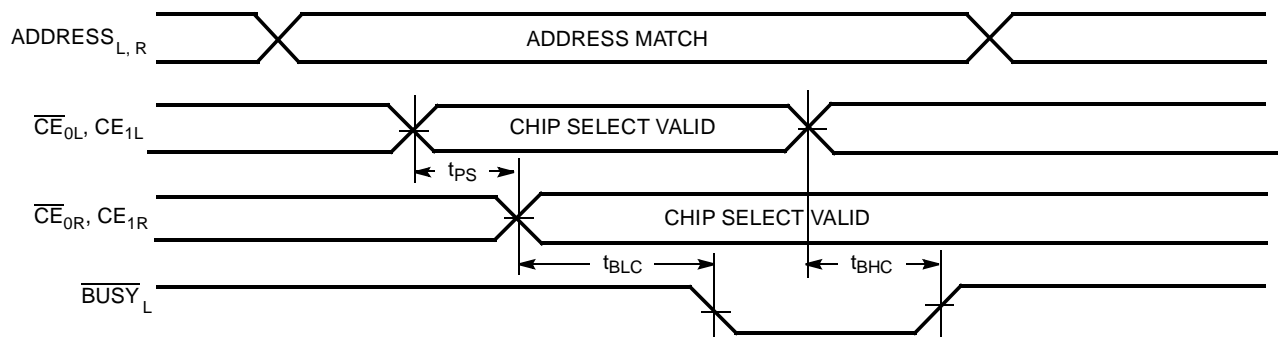 ADDRESS L, R
ADDRESS MATCH
CE0L, CE1L
CHIP SELECT VALID
tPS
CE0R, CE1R
CHIP SELECT VALID
tBLC
tBHC
BUSY L